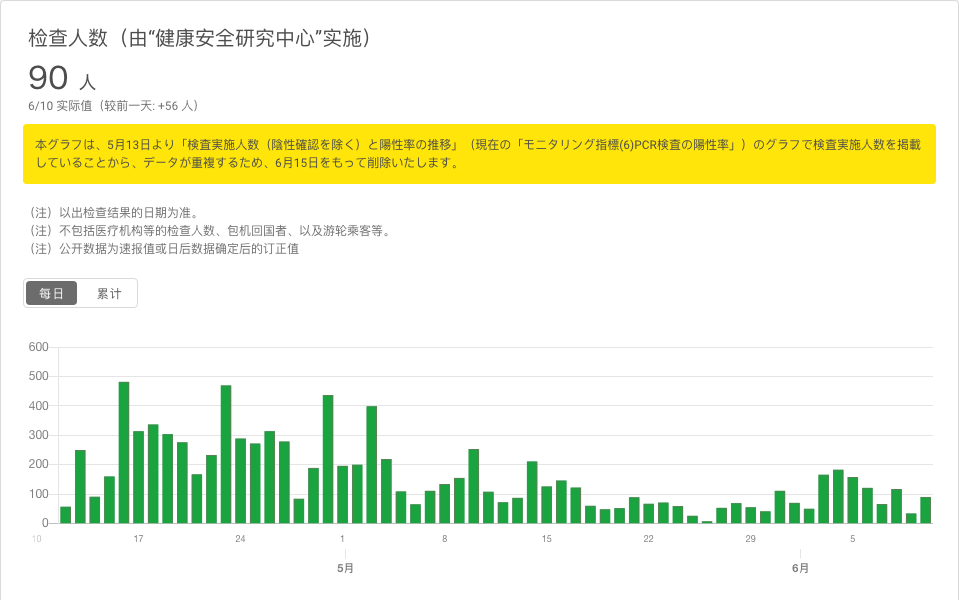 检查人数（由“健康安全研究中心”实施）
90 人
6/10 实际值（较前一天: +56 人）
本グラフは、5月13日より「検査実施人数（陰性確認を除く）と陽性率の推移」（現在の「モニタリング指標(6)PCR検査の陽性率」）のグラフで検査実施人数を掲載
していることから、データが重複するため、6月15日をもって削除いたします。
（注）以出检查结果的日期为准。
（注）不包括医疗机构等的检查人数、包机回国者、以及游轮乘客等。
（注）公开数据为速报值或日后数据确定后的订正值
每日 累计
600
500
400
300
200
100
0
10 17 24 1 8 15 22 29 5
5月 6月